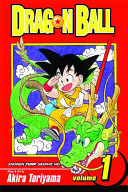 DRAGON BALL
SHONEN JUMP GRAPHIC NOVEL
Akira Toriyama
volume
1